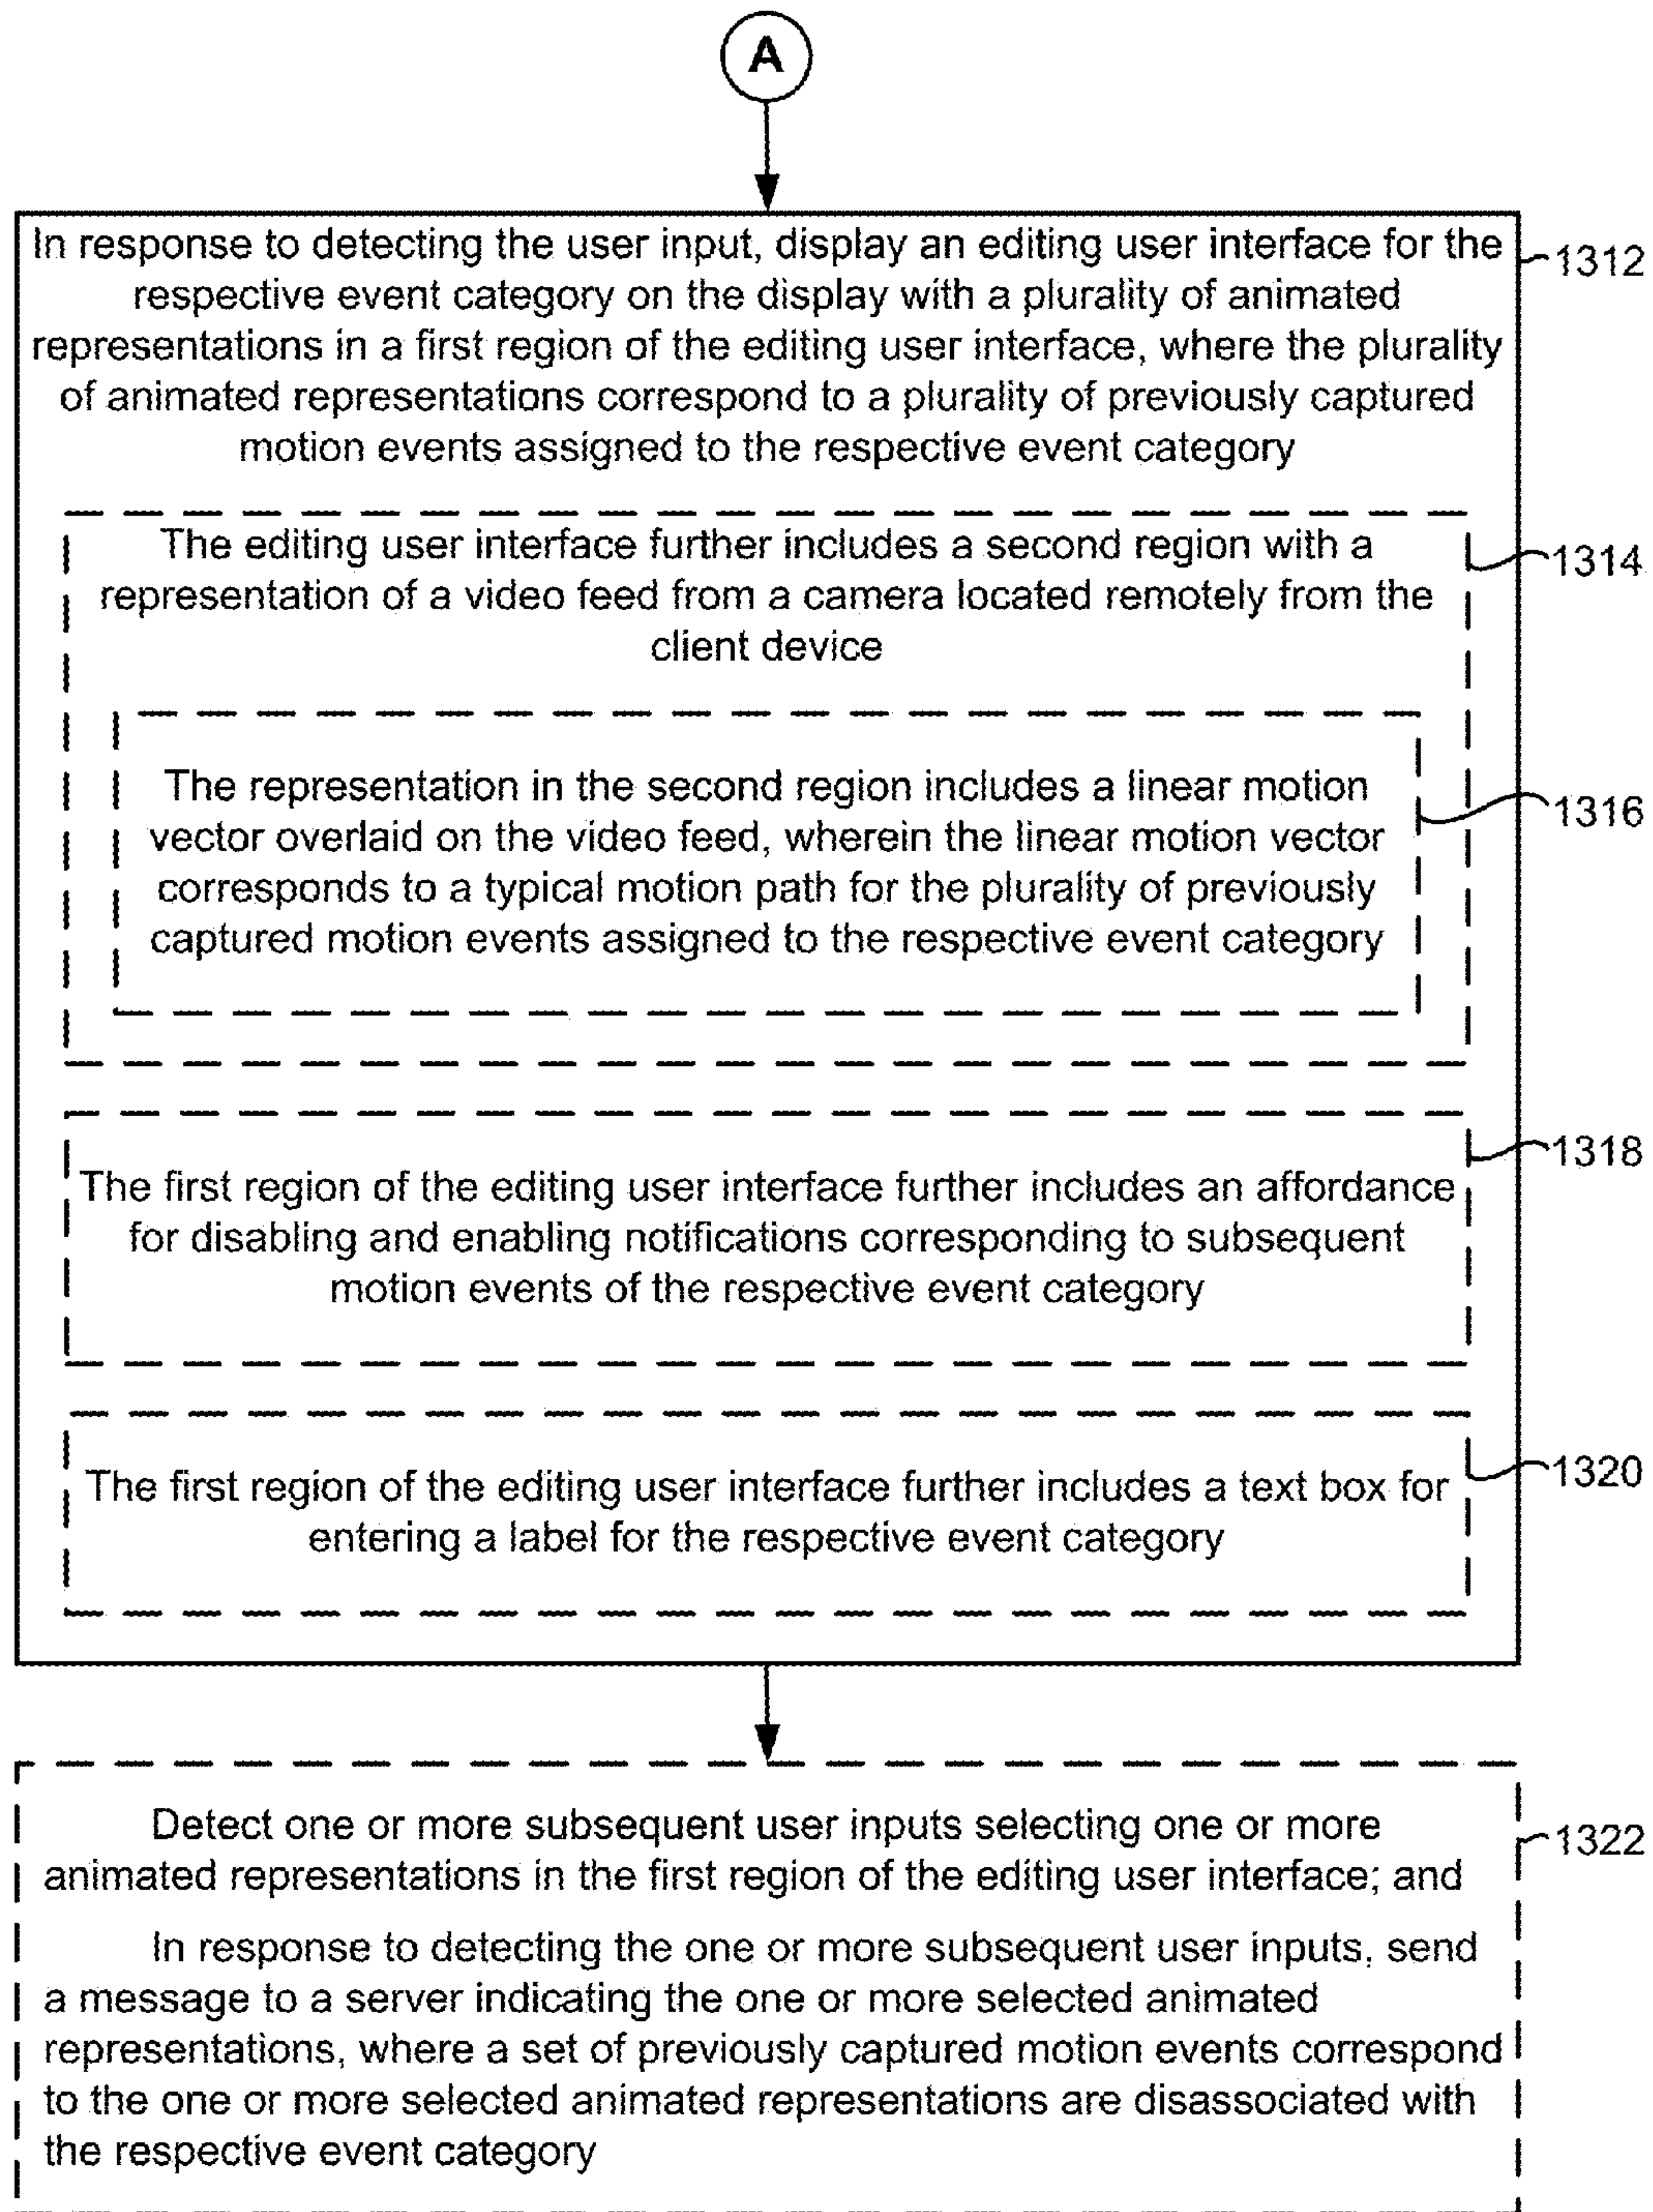 A
In response to detecting the user input, display an editing user interface for the
respective event category on the display with a plurality of animated
representations in a first region of the editing user interface, where the plurality
of animated representations correspond to a plurality of previously captured
motion events assigned to the respective event category
1312
The editing user interface further includes a second region with a
representation of a video feed from a camera located remotely from the
client device
1314
The representation in the second region includes a linear motion
vector overlaid on the video feed, wherein the linear motion vector
corresponds to a typical motion path for the plurality of previously
captured motion events assigned to the respective event category
1316
The first region of the editing user interface further includes an affordance
for disabling and enabling notifications corresponding to subsequent
motion events of the respective event category
1318
The first region of the editing user interface further includes a text box for
entering a label for the respective event category
1320
Detect one or more subsequent user inputs selecting one or more
animated representations in the first region of the editing user interface; and
In response to detecting the one or more subsequent user inputs, send
a message to a server indicating the one or more selected animated
representations, where a set of previously captured motion events correspond
to the one or more selected animated representations are disassociated with
the respective event category
1322